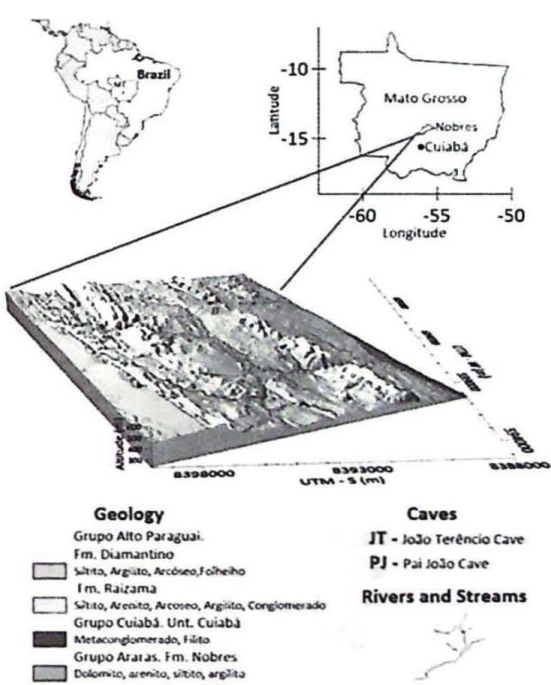 Brazil
MT
Latitude
-10
-15
Mato Grosso
Nobres
Cuiabá
-60 -55 -50
Longitude
8398000 8393000 8388000
UTM - S (m)
Geology
Grupo Alto Paraguai.
Fm. Diamantino
Siltito, Argilito, Arcóseo, Folhelho
Fm. Raizama
Siltito, Arenito, Arcoseo, Argilito, Conglomerado
Grupo Cuiabá. Unt. Cuiabá
Metaconglomerado, Filito
Grupo Araras. Fm. Nobres
Dolomito, arenito, siltito, argilito
Caves
JT - João Terêncio Cave
PJ - Pai João Cave
Rivers and Streams